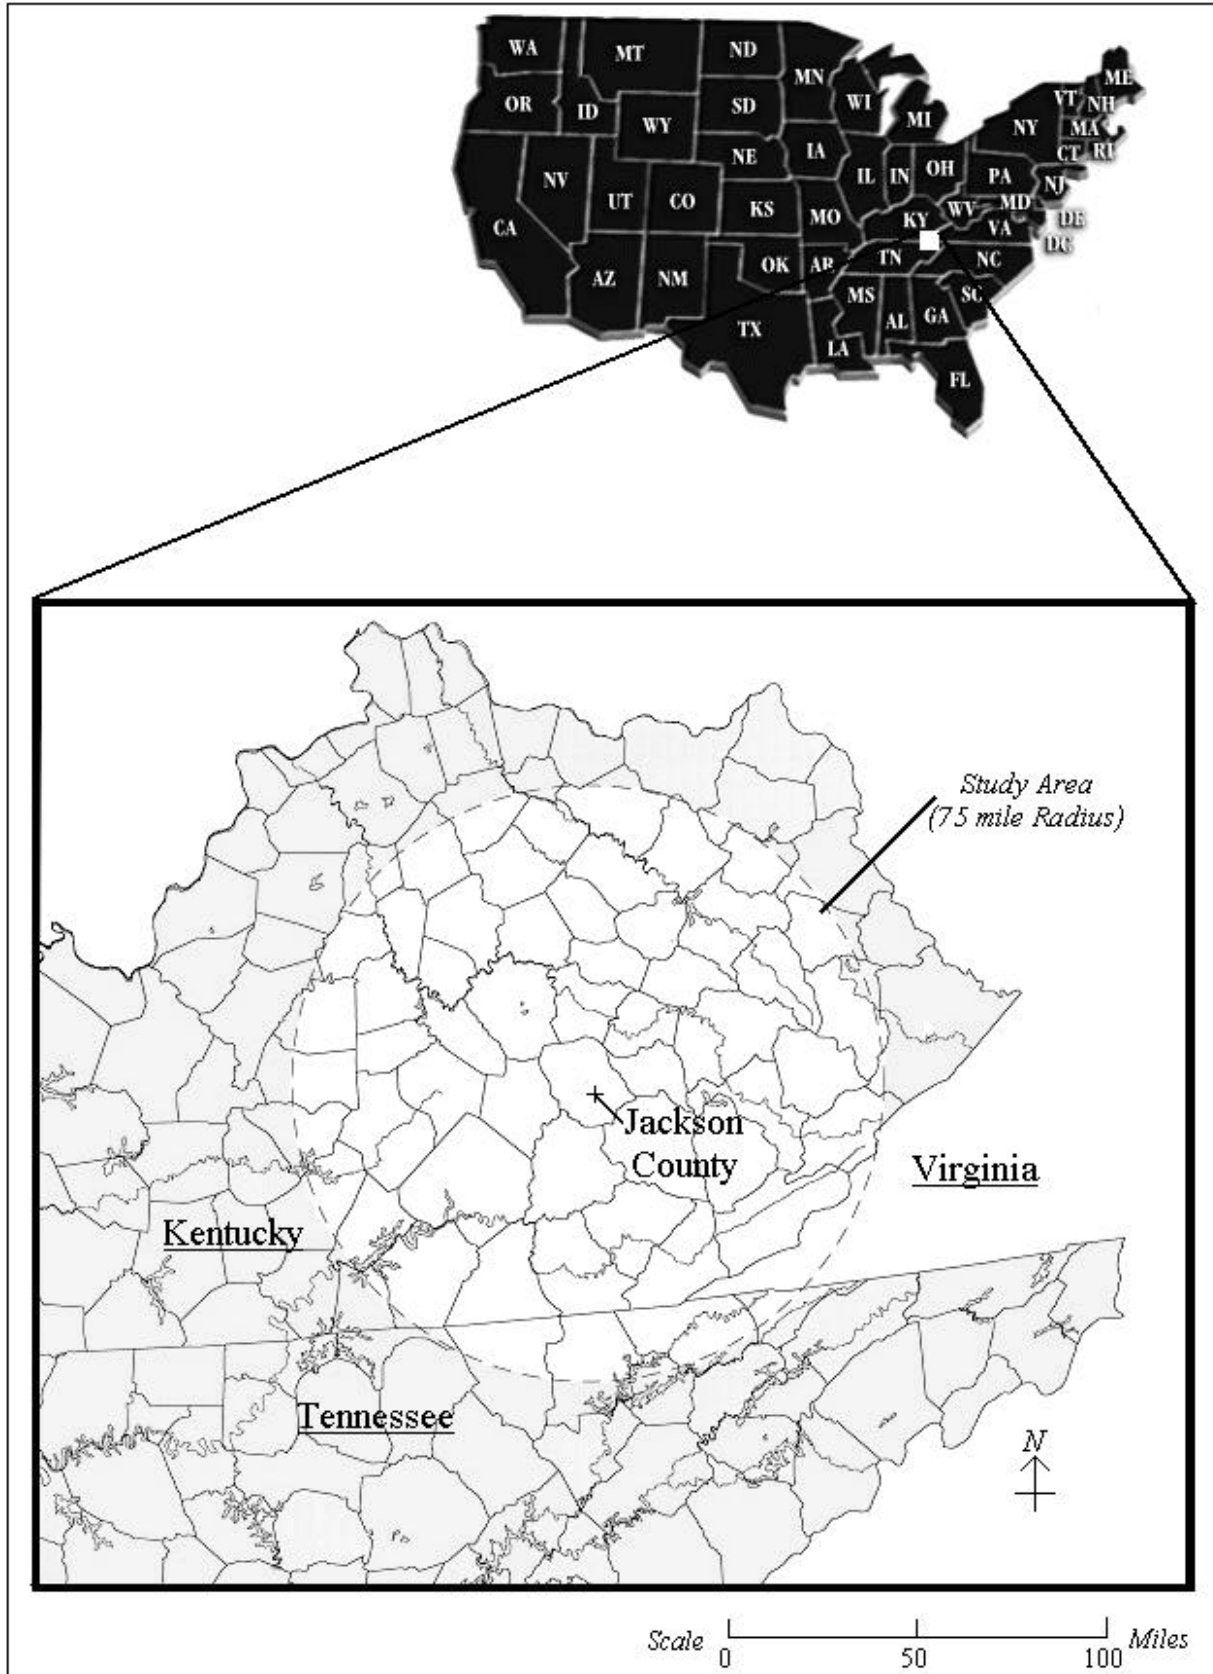 WA
MT
ND
MN
ME
OR
ID
SD
WI
VT
NH
WY
MI
NY
MA
NE
IA
CT
RI
NV
UT
CO
KS
MO
IL
IN
OH
PA
NJ
WV
MD
DE
CA
KY
VA
DC
AZ
NM
OK
AR
TN
NC
MS
AL
GA
SC
TX
LA
FL
Study Area
(75 mile Radius)
Jackson
County
Virginia
Kentucky
Tennessee
N
Scale
0
50
100
Miles